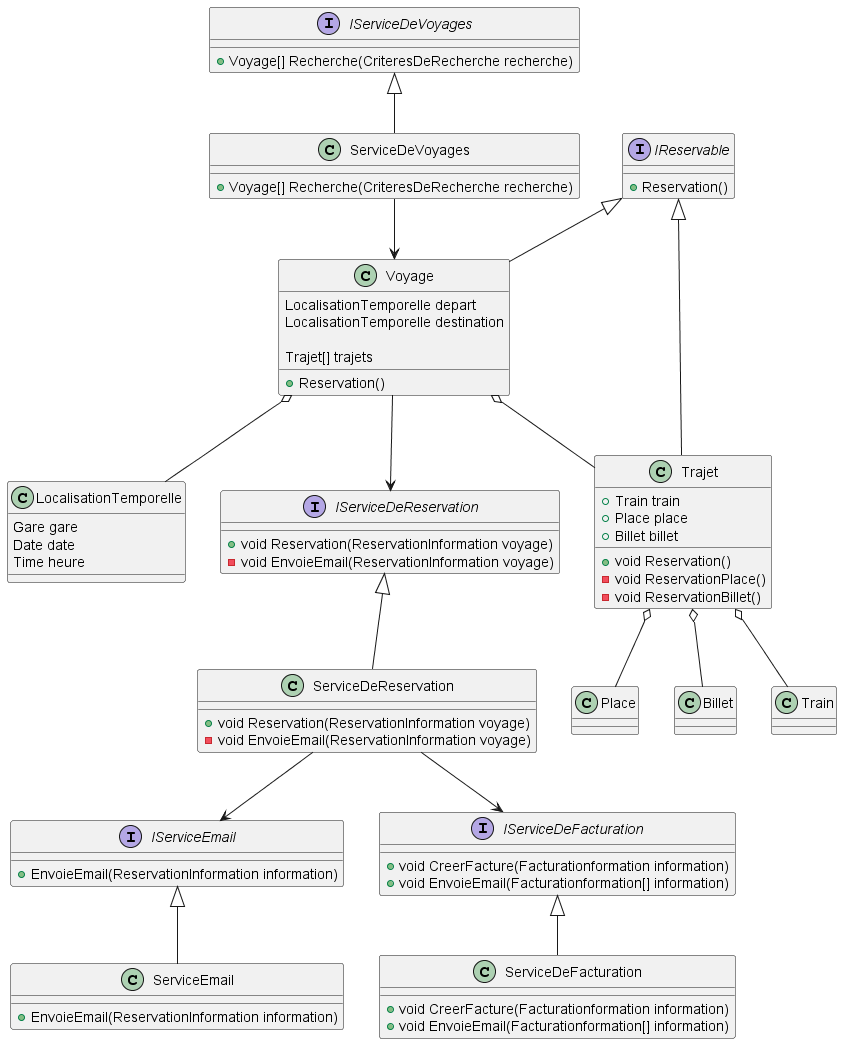 I IServiceDeVoyages
Voyage[] Recherche(CriteresDeRecherche recherche)
C ServiceDeVoyages
Voyage[] Recherche(CriteresDeRecherche recherche)
I IReservable
Reservation()
C Voyage
LocalisationTemporelle depart
LocalisationTemporelle destination
Trajet[] trajets
Reservation()
C LocalisationTemporelle
Gare gare
Date date
Time heure
I IServiceDeReservation
void Reservation(ReservationInformation voyage)
void EnvoieEmail(ReservationInformation voyage)
C Trajet
Train train
Place place
Billet billet
void Reservation()
void ReservationPlace()
void ReservationBillet()
C ServiceDeReservation
void Reservation(ReservationInformation voyage)
void EnvoieEmail(ReservationInformation voyage)
C Place
C Billet
C Train
I IServiceEmail
EnvoieEmail(ReservationInformation information)
I IServiceDeFacturation
void CreerFacture(Facturationformation information)
void EnvoieEmail(Facturationformation[] information)
C ServiceEmail
EnvoieEmail(ReservationInformation information)
C ServiceDeFacturation
void CreerFacture(Facturationformation information)
void EnvoieEmail(Facturationformation[] information)